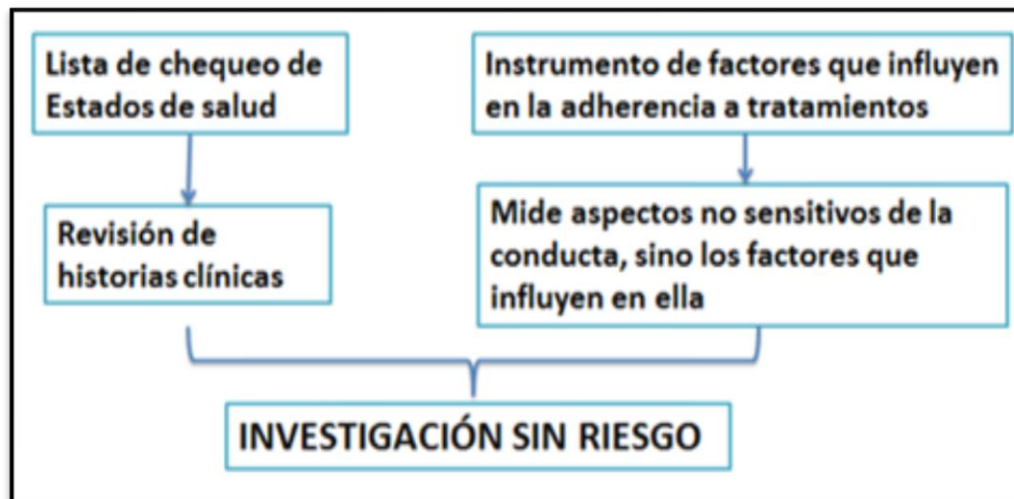 Lista de chequeo de
Estados de salud
Instrumento de factores que influyen
en la adherencia a tratamientos
Revisión de
historias clínicas
Mide aspectos no sensitivos de la
conducta, sino los factores que
influyen en ella
INVESTIGACIÓN SIN RIESGO